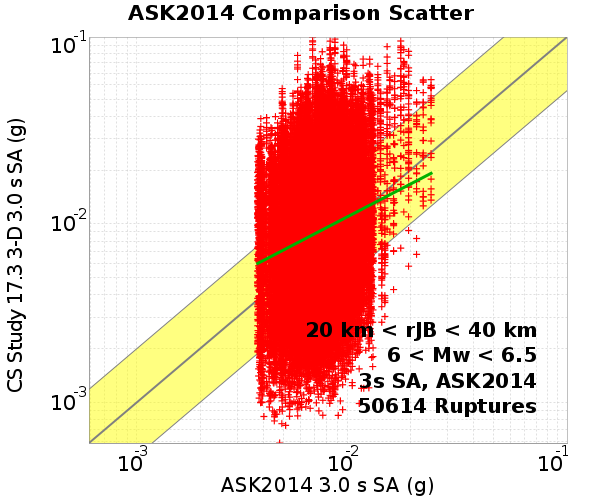 ASK2014 Comparison Scatter
CS Study 17.3 3-D 3.0 s SA (g)
10-1
10-2
10-3
20 km < rJB < 40 km
6 < Mw < 6.5
3s SA, ASK2014
50614 Ruptures
10-3
10-2
10-1
ASK2014 3.0 s SA (g)